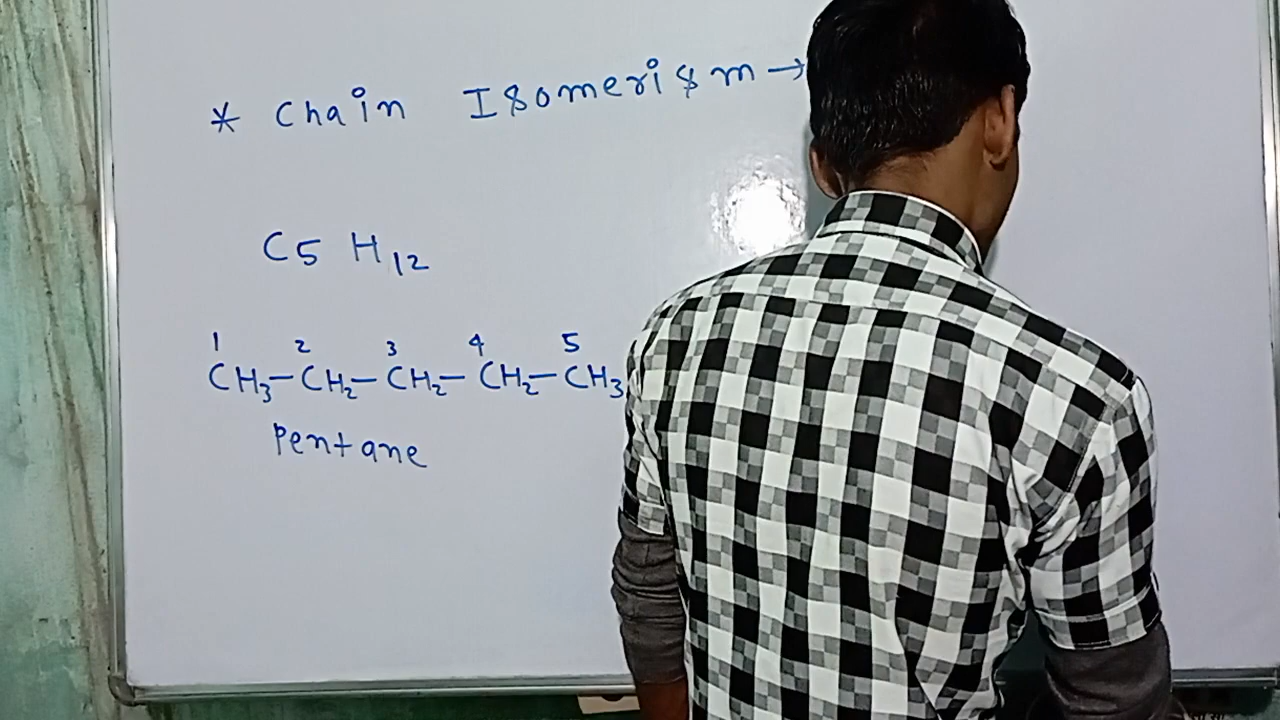 * Chain Isomerism →
C5 H12
1 2 3 4 5
CH3-CH2-CH2-CH2-CH3
Pentane